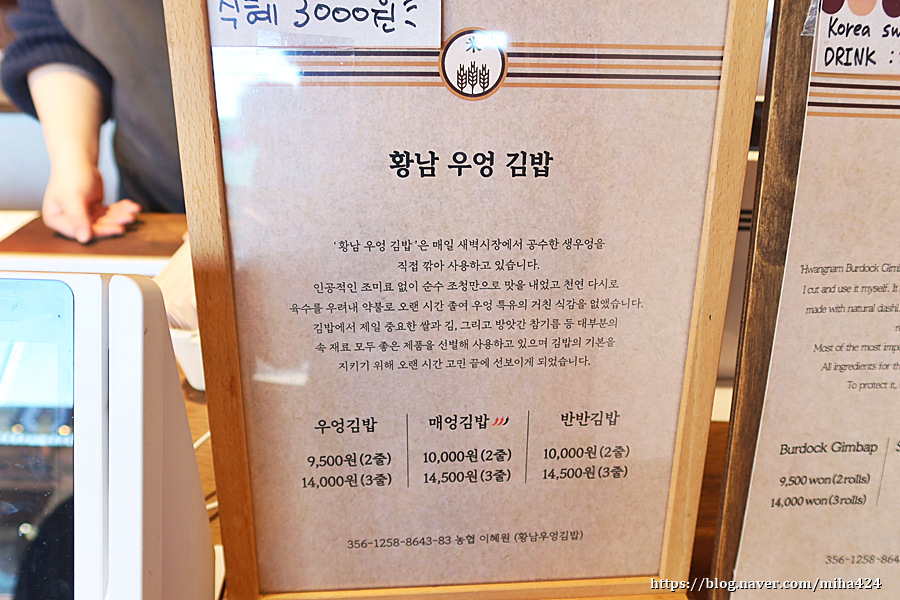 식혜 3000원
米
황남 우엉 김밥
'황남 우엉 김밥'은 매일 새벽시장에서 공수한 생우엉을
직접 깎아 사용하고 있습니다.
인공적인 조미료 없이 순수 조청만으로 맛을 내었고 천연 다시로
육수를 우려내 약불로 오랜 시간 졸여 우엉 특유의 거친 식감을 없앴습니다.
김밥에서 제일 중요한 쌀과 김, 그리고 방앗간 참기름 등 대부분의
속 재료 모두 좋은 제품을 선별해 사용하고 있으며 김밥의 기본을
지키기 위해 오랜 시간 고민 끝에 선보이게 되었습니다.
우엉김밥
9,500원(2줄)
14,000원(3줄)
매엉김밥
10,000원(2줄)
14,500원(3줄)
반반김밥
10,000원(2줄)
14,500원(3줄)
356-1258-8643-83 농협 이혜원 (황남우엉김밥)
Korea sw
DRINK :
'Hwangnam Burdock Gim
I cut and use it myself. It
made with natural dashi.
Most of the most imp
All ingredients for th
To protect it,
Burdock Gimbap
9,500 won(2rolls)
14,000 won(3rolls)
356-1258-864
https://blog.naver.com/miha424